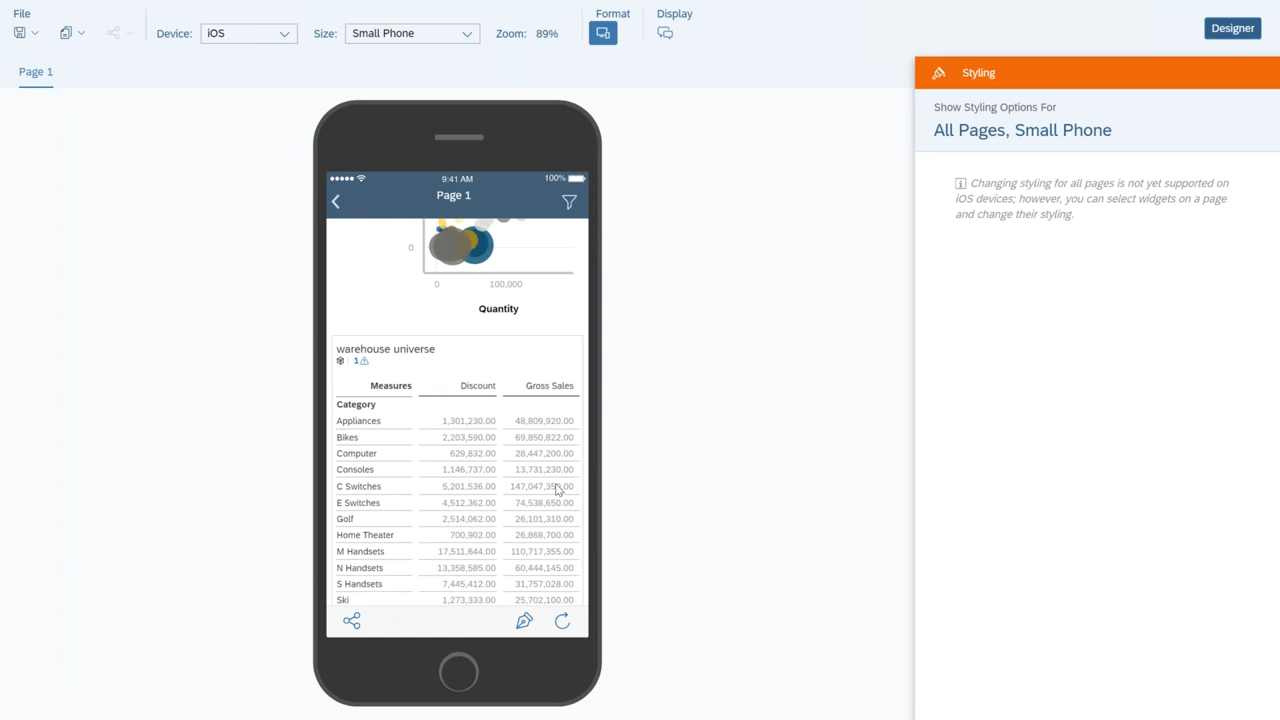 File
Device: iOS Size: Small Phone Zoom: 89%
Format
Display
Designer
Page 1
Styling
Show Styling Options For
All Pages, Small Phone
Changing styling for all pages is not yet supported on
iOS devices; however, you can select widgets on a page
and change their styling.
9:41 AM 100%
Page 1
0
0 100,000
Quantity
warehouse universe
1
Measures Discount Gross Sales
Category
Appliances 1,301,230.00 48,809,920.00
Bikes 2,203,590.00 69,850,822.00
Computer 629,832.00 28,447,200.00
Consoles 1,146,737.00 13,731,230.00
C Switches 5,201,536.00
E Switches 4,512,362.00 74,538,650.00
Golf 2,514,062.00 26,101,310.00
Home Theater 700,902.00 26,868,700.00
M Handsets 17,511,644.00 110,717,355.00
N Handsets 13,358,585.00 60,444,145.00
S Handsets 7,445,412.00 31,757,028.00
Ski 1,273,333.00 25,702,100.00